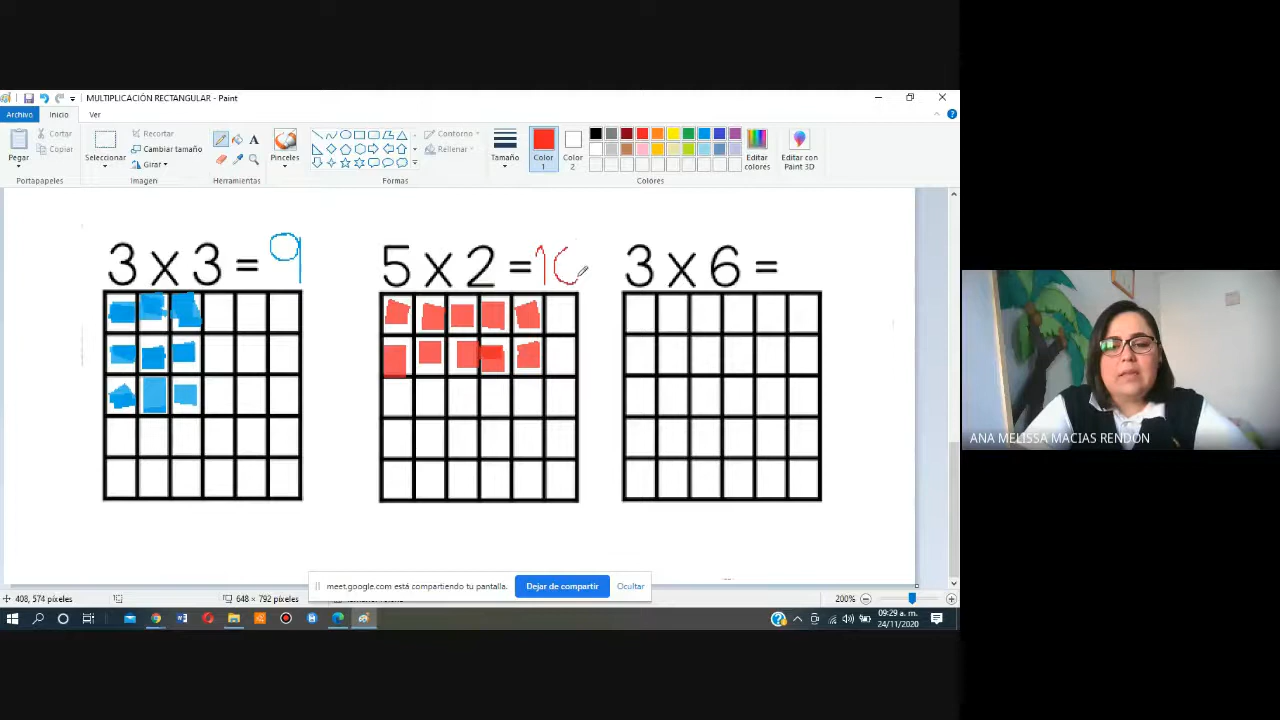 MULTIPLICACIÓN RECTANGULAR - Paint
Archivo Inicio Ver
Pegar
Cortar
Copiar
Portapapeles
Seleccionar
Recortar
Cambiar tamaño
Girar
Imagen
A
Herramientas
Pinceles
Contorno
Rellenar
Formas
Tamaño
Color 1
Color 2
Editar colores
Editar con Paint 3D
Colores
3 x 3 = 9
5 x 2 = 10
3 x 6 =
ANA MELISSA MACIAS RENDON
meet.google.com está compartiendo tu pantalla. Dejar de compartir Ocultar
408, 574 píxeles
648 × 792 píxeles
200%
09:29 a. m.
24/11/2020